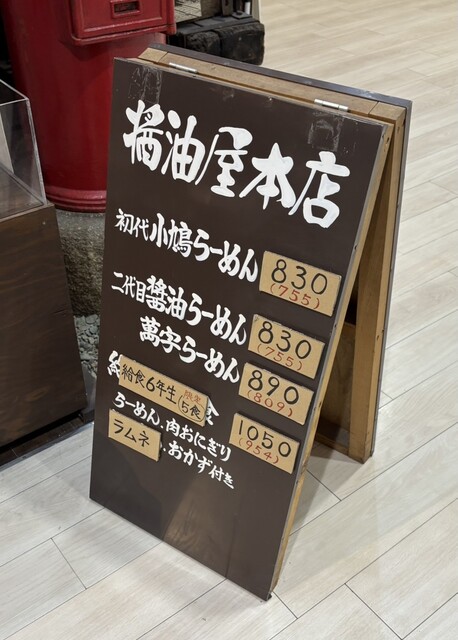 醤油屋本店
初代小鳩らーめん 830
(755)
二代目醤油らーめん 830
(755)
萬字らーめん 890
(809)
給食6年生 限定5食 食 1050
(954)
らーめん、肉おにぎり
ラムネ、おかず付き